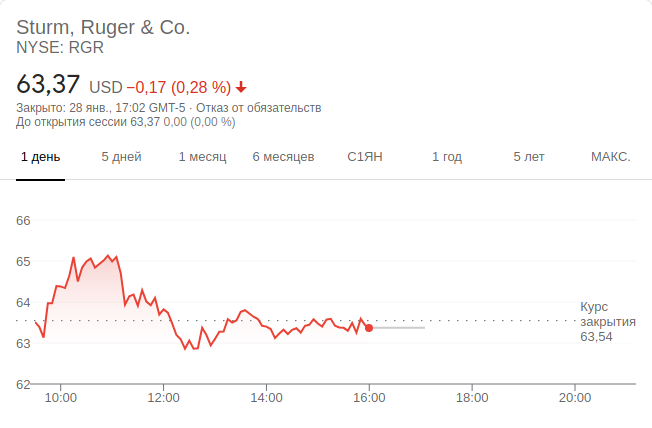 Sturm, Ruger & Co.
NYSE: RGR
63,37 USD −0,17 (0,28 %)
Закрыто: 28 янв., 17:02 GMT-5 · Отказ от обязательств
До открытия сессии 63,37 0,00 (0,00 %)
1 день 5 дней 1 месяц 6 месяцев С1ЯН 1 год 5 лет МАКС.
66
65
64
63
62
Курс
закрытия
63,54
10:00 12:00 14:00 16:00 18:00 20:00